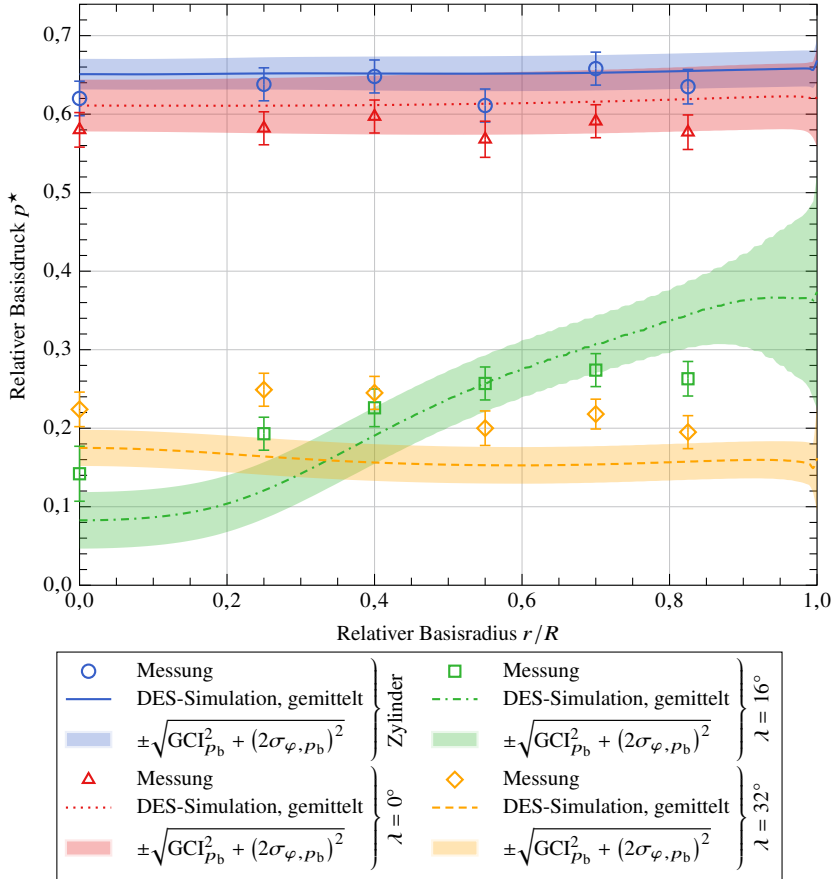 0,7
0,6
0,5
0,4
0,3
0,2
0,1
0,0
Relativer Basisdruck p★
0,0 0,2 0,4 0,6 0,8 1,0
Relativer Basisradius r/R
Messung
DES-Simulation, gemittelt
±√GCI²_{p_b} + (2σ_{φ,p_b})²
Zylinder
Messung
DES-Simulation, gemittelt
±√GCI²_{p_b} + (2σ_{φ,p_b})²
λ = 0°
Messung
DES-Simulation, gemittelt
±√GCI²_{p_b} + (2σ_{φ,p_b})²
λ = 16°
Messung
DES-Simulation, gemittelt
±√GCI²_{p_b} + (2σ_{φ,p_b})²
λ = 32°